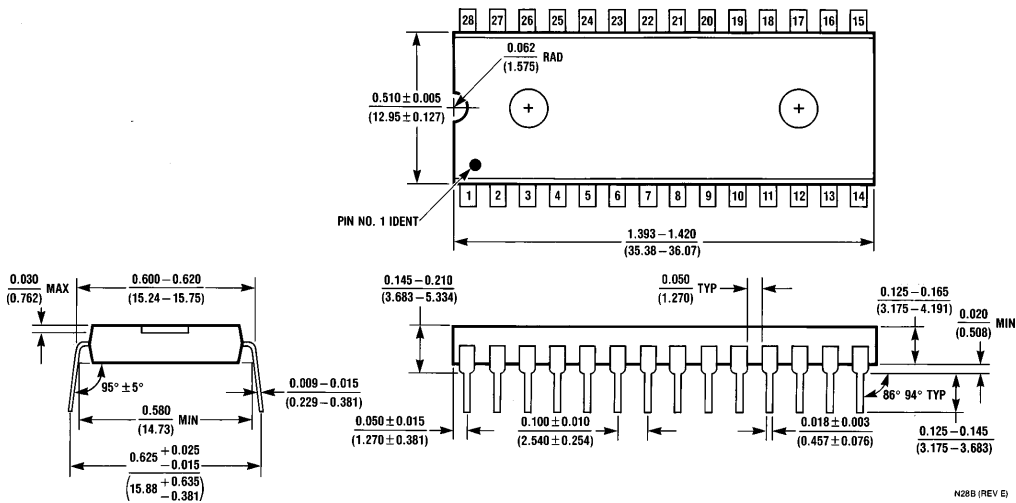 28 27 26 25 24 23 22 21 20 19 18 17 16 15
0.062
(1.575)
RAD
0.510 ± 0.005
(12.95 ± 0.127)
1 2 3 4 5 6 7 8 9 10 11 12 13 14
PIN NO. 1 IDENT
1.393 – 1.420
(35.38 – 36.07)
0.030
(0.762)
MAX
0.600 – 0.620
(15.24 – 15.75)
95° ± 5°
0.009 – 0.015
(0.229 – 0.381)
0.580
(14.73)
MIN
0.625 + 0.025
– 0.015
(15.88 + 0.635
– 0.381)
0.145 – 0.210
(3.683 – 5.334)
0.050
(1.270)
TYP
0.125 – 0.165
(3.175 – 4.191)
0.020
(0.508)
MIN
86° 94° TYP
0.050 ± 0.015
(1.270 ± 0.381)
0.100 ± 0.010
(2.540 ± 0.254)
0.018 ± 0.003
(0.457 ± 0.076)
0.125 – 0.145
(3.175 – 3.683)
N28B (REV E)